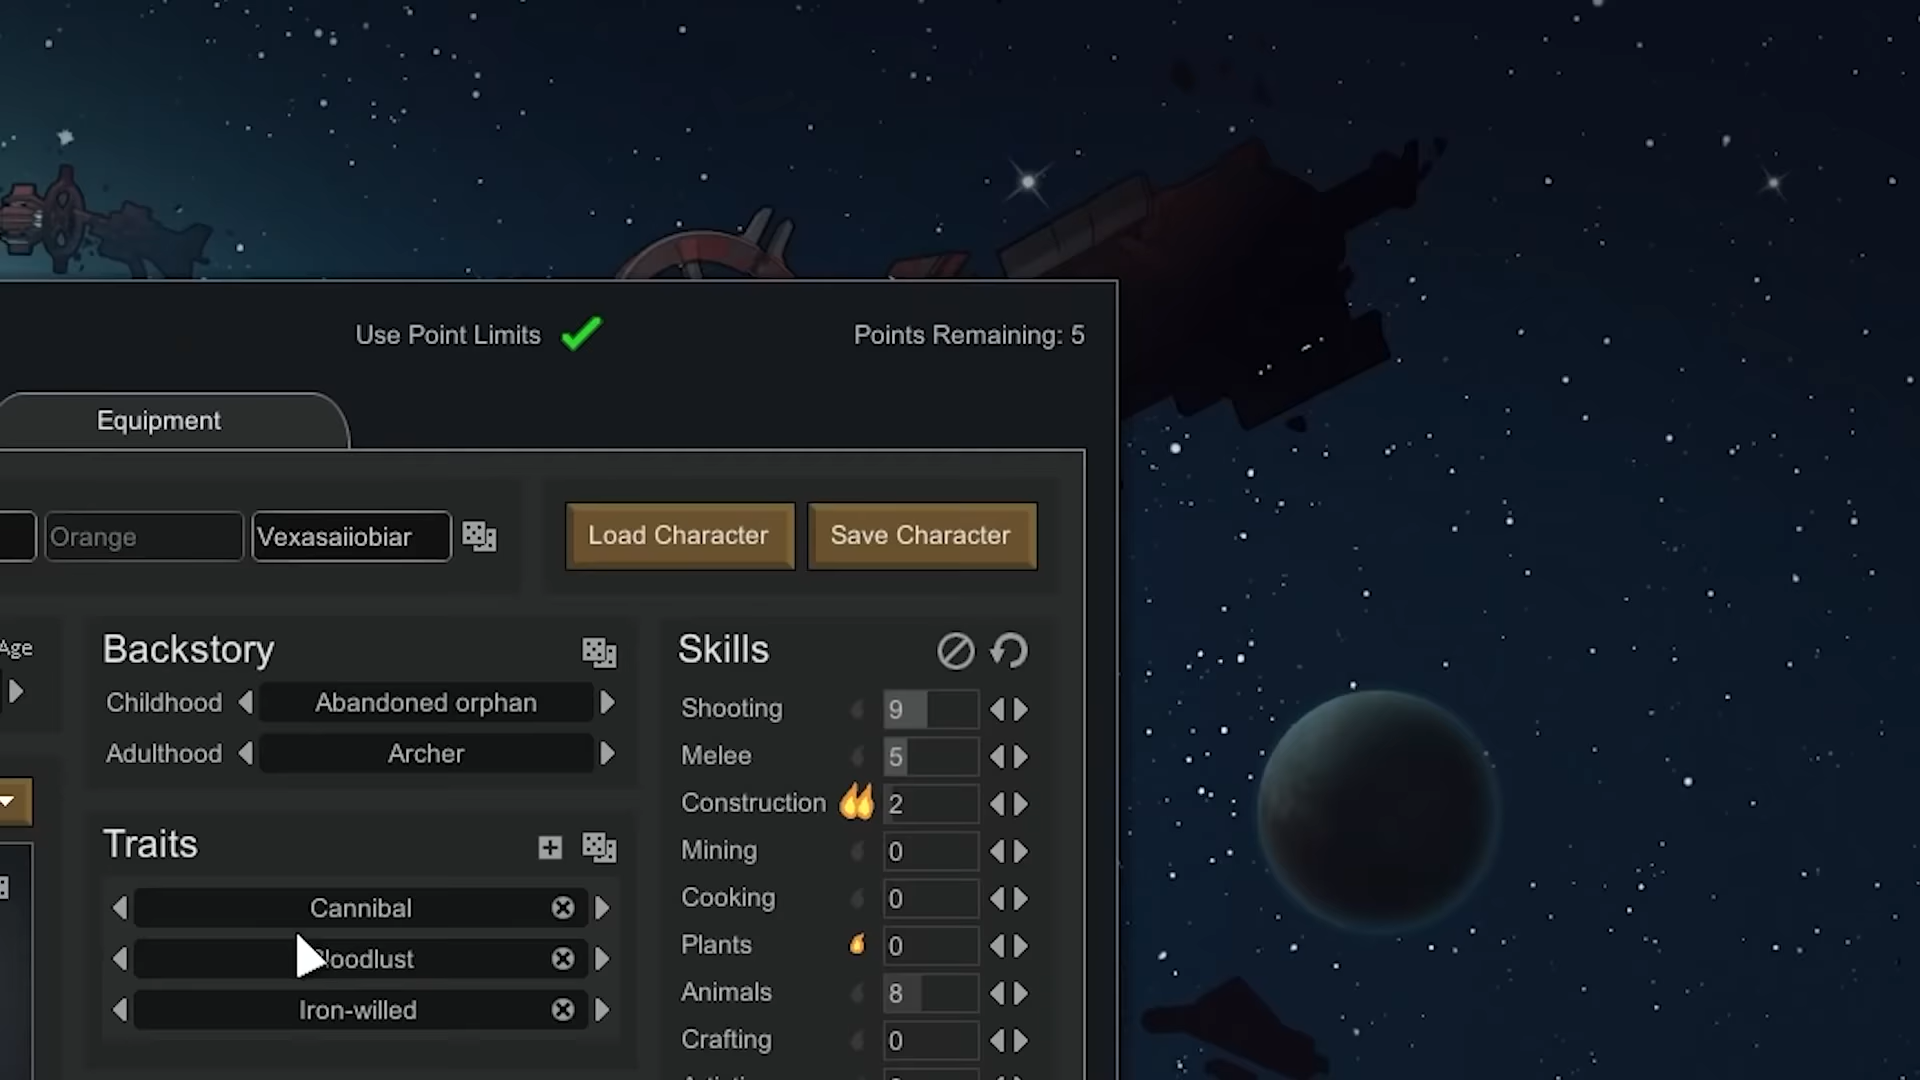 Use Point Limits
Points Remaining: 5
Equipment
Orange
Vexasaiiobiar
Load Character
Save Character
Age
Backstory
Childhood
Abandoned orphan
Adulthood
Archer
Traits
Cannibal
loodlust
Iron-willed
Skills
Shooting 9
Melee 5
Construction 2
Mining 0
Cooking 0
Plants 0
Animals 8
Crafting 0